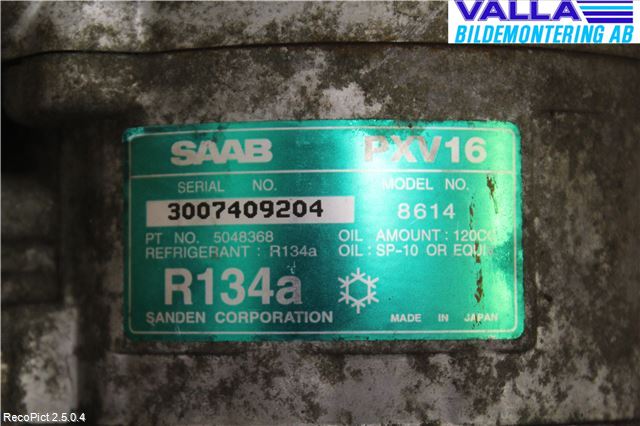 VALLA
BILDEMONTERING AB
SAAB PXV16
SERIAL NO. MODEL NO.
3007409204 8614
PT NO. 5048368 OIL AMOUNT : 120CC
REFRIGERANT : R134a OIL : SP-10 OR EQUI
R134a
SANDEN CORPORATION MADE IN JAPAN
RecoPict 2.5.0.4